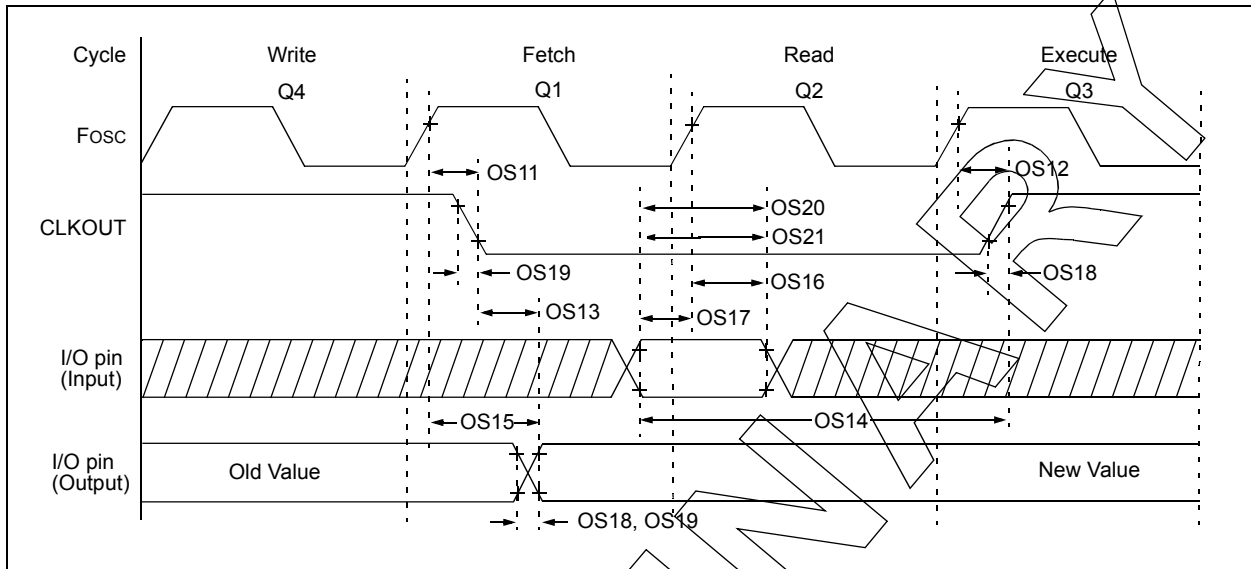 Cycle Write Fetch Read Execute
Q4 Q1 Q2 Q3
Fosc
OS11 OS12
OS20
CLKOUT
OS21
OS19 OS16 OS18
OS13 OS17
I/O pin
(Input)
OS15 OS14
I/O pin
(Output)
Old Value New Value
OS18, OS19